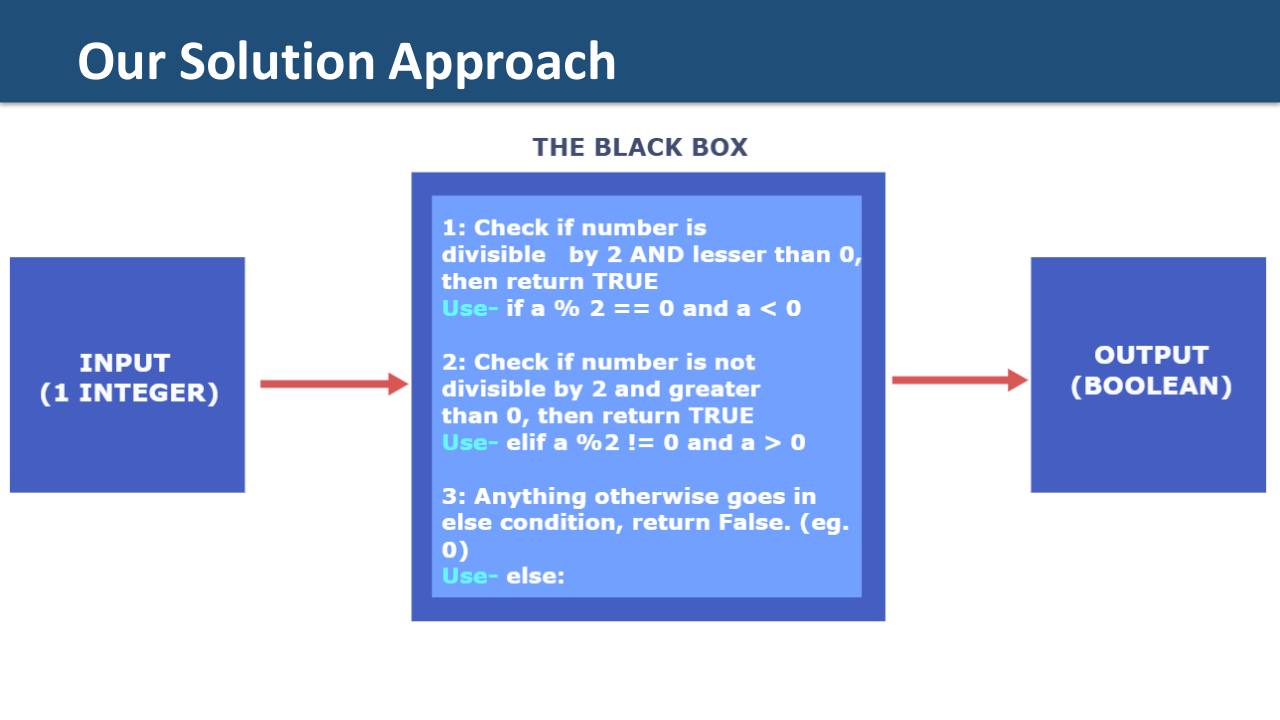 Our Solution Approach
THE BLACK BOX
INPUT
(1 INTEGER)
1: Check if number is
divisible   by 2 AND lesser than 0,
then return TRUE
Use- if a % 2 == 0 and a < 0
2: Check if number is not
divisible by 2 and greater
than 0, then return TRUE
Use- elif a %2 != 0 and a > 0
3: Anything otherwise goes in
else condition, return False. (eg.
0)
Use- else:
OUTPUT
(BOOLEAN)